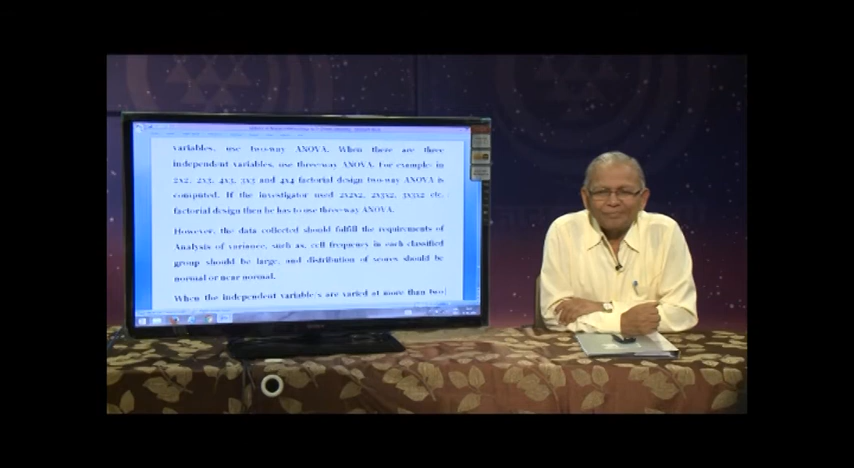 variables, use two-way ANOVA. When there are three
independent variables, use three-way ANOVA. For example: in
2x2, 2x3, 4x3, 3x3 and 4x4 factorial design two-way ANOVA is
computed. If the investigator used 2x2x2, 2x3x2, 3x3x2 etc.
factorial design then he has to use three-way ANOVA.
However, the data collected should fulfill the requirements of
Analysis of variance, such as, cell frequency in each classified
group should be large, and distribution of scores should be
normal or near normal.
When the independent variable/s are varied at more than two